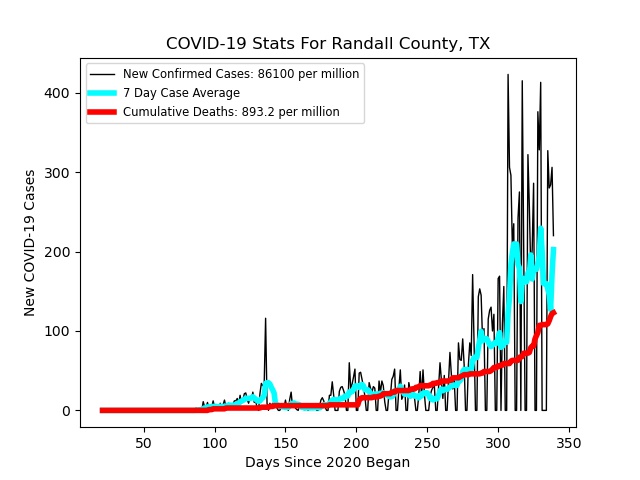 COVID-19 Stats For Randall County, TX
New Confirmed Cases: 86100 per million
7 Day Case Average
Cumulative Deaths: 893.2 per million
New COVID-19 Cases
400
300
200
100
0
50
100
150
200
250
300
350
Days Since 2020 Began